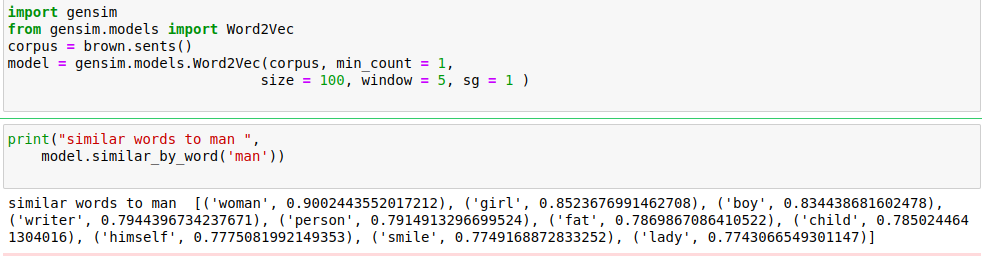 import gensim
from gensim.models import Word2Vec
corpus = brown.sents()
model = gensim.models.Word2Vec(corpus, min_count = 1,
                               size = 100, window = 5, sg = 1 )
print("similar words to man ",
    model.similar_by_word('man'))
similar words to man  [('woman', 0.9002443552017212), ('girl', 0.8523676991462708), ('boy', 0.834438681602478),
('writer', 0.7944396734237671), ('person', 0.7914913296699524), ('fat', 0.7869867086410522), ('child', 0.785024464
1304016), ('himself', 0.7775081992149353), ('smile', 0.7749168872833252), ('lady', 0.7743066549301147)]